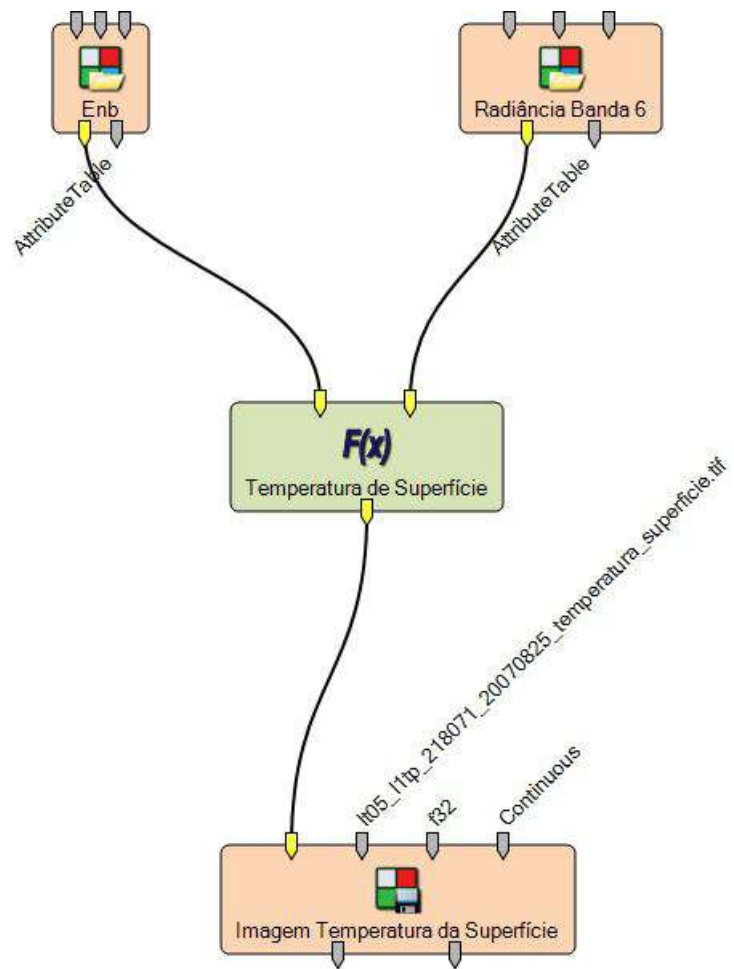 Enb
Radiância Banda 6
AttributeTable
AttributeTable
F(x)
Temperatura de Superfície
lt05_l1tp_218071_20070825_temperatura_superficie.tif
f32
Continuous
Imagem Temperatura da Superfície